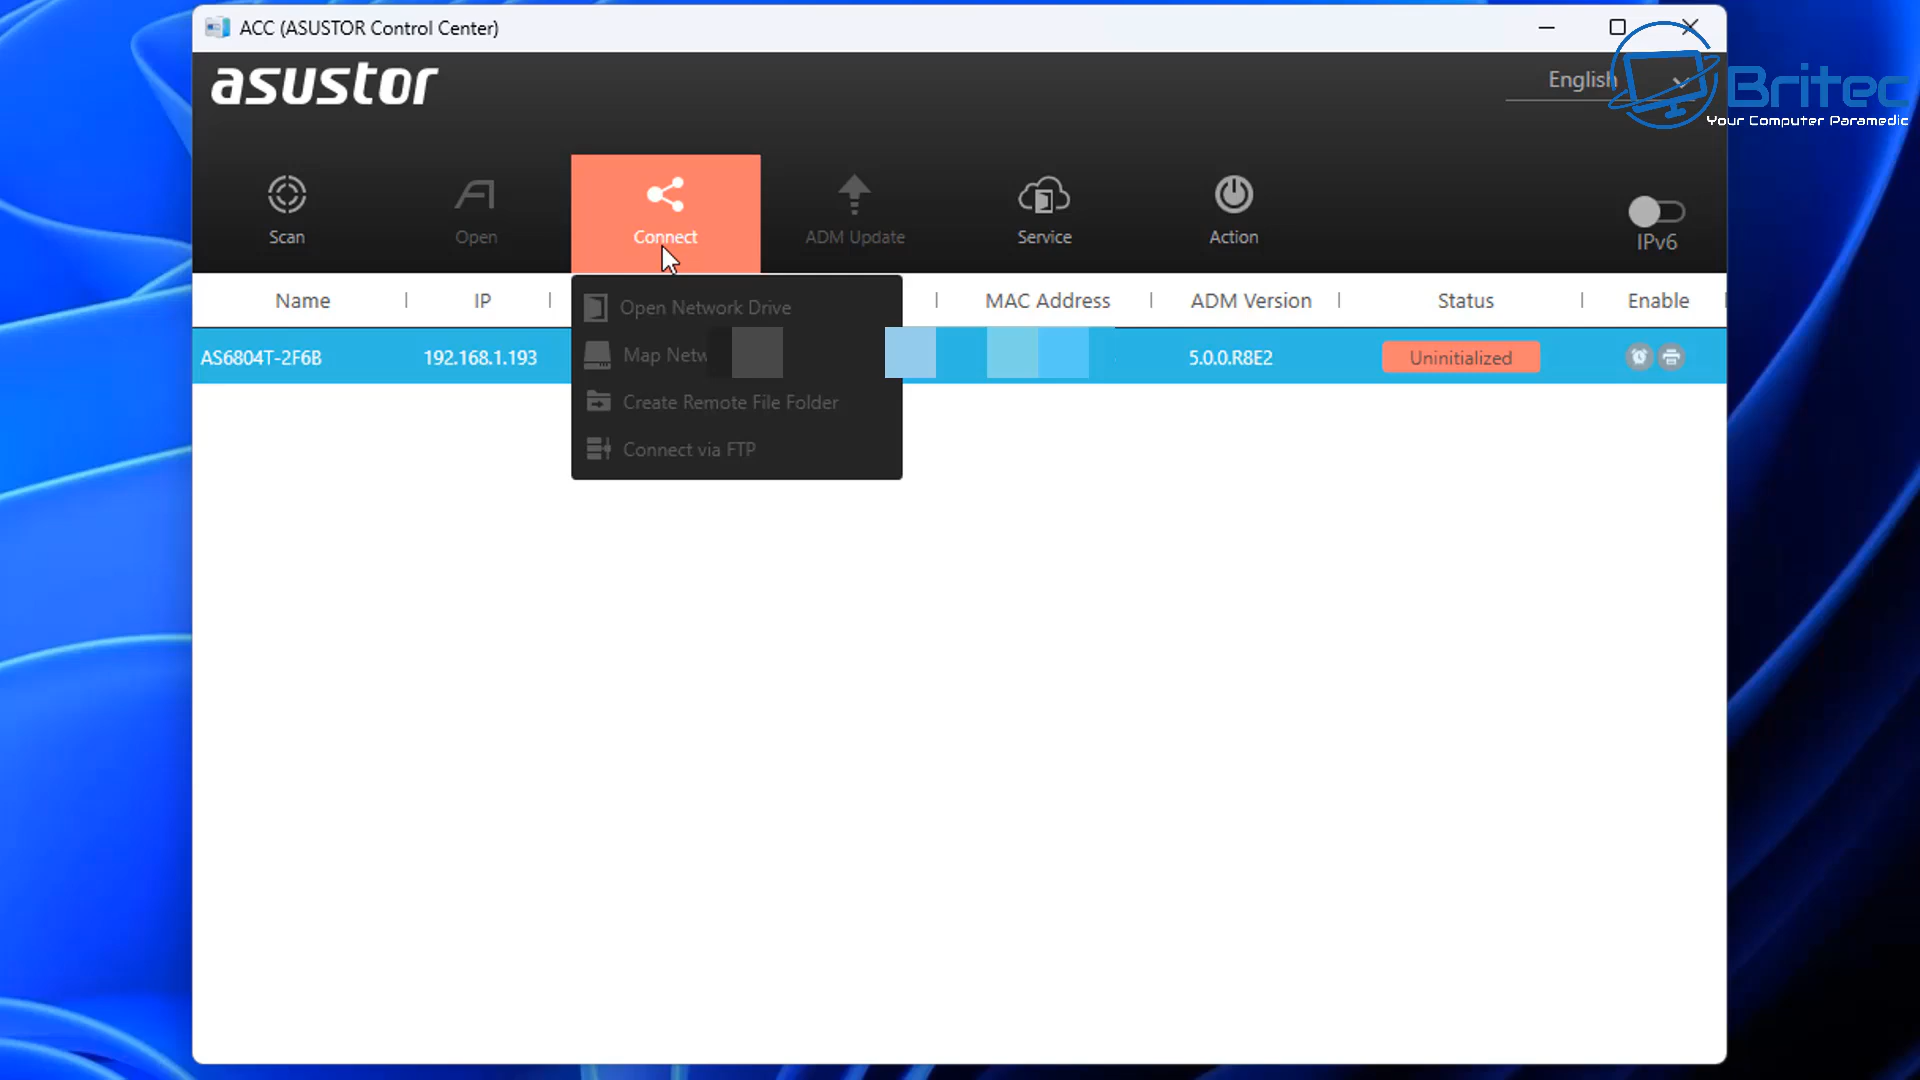 ACC (ASUSTOR Control Center)
asustor
English
Britec
Your Computer Paramedic
Scan
Open
Connect
ADM Update
Service
Action
IPv6
Name
IP
MAC Address
ADM Version
Status
Enable
Open Network Drive
AS6804T-2F6B
192.168.1.193
Map Netw
5.0.0.R8E2
Uninitialized
Create Remote File Folder
Connect via FTP